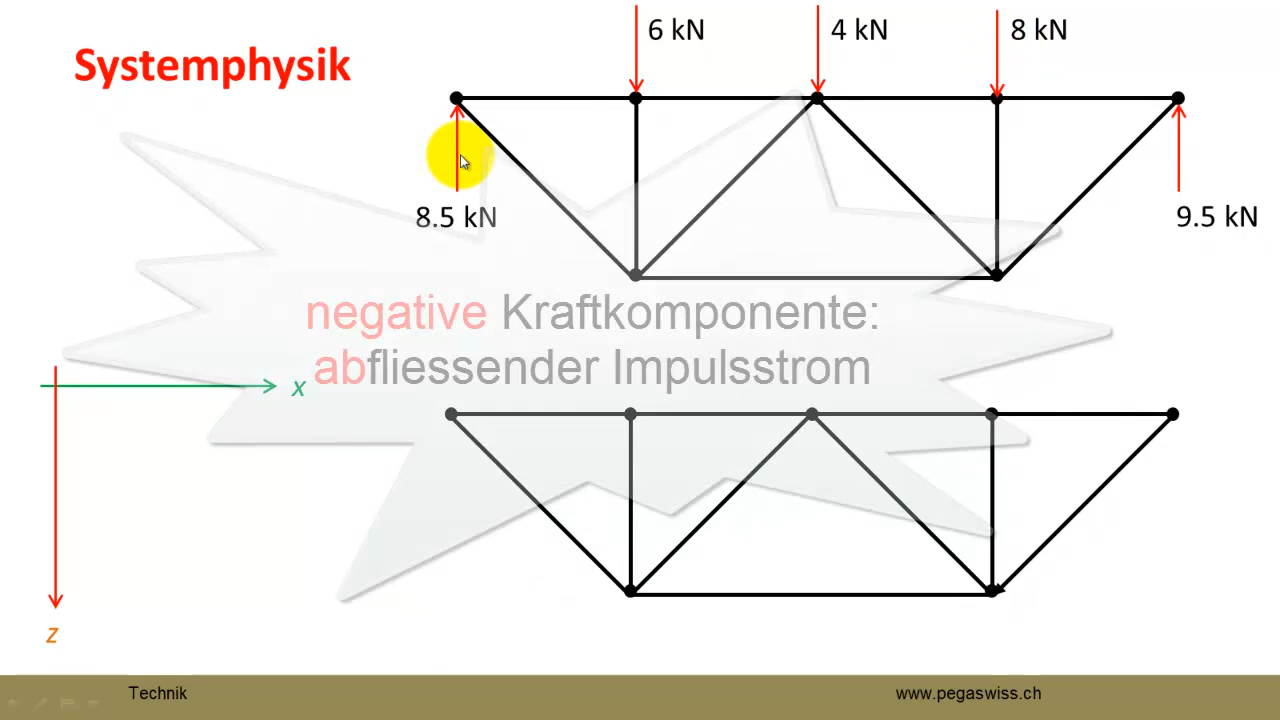 Systemphysik
6 kN
4 kN
8 kN
8.5 kN
9.5 kN
negative Kraftkomponente:
abfliessender Impulsstrom
x
z
Technik
www.pegaswiss.ch